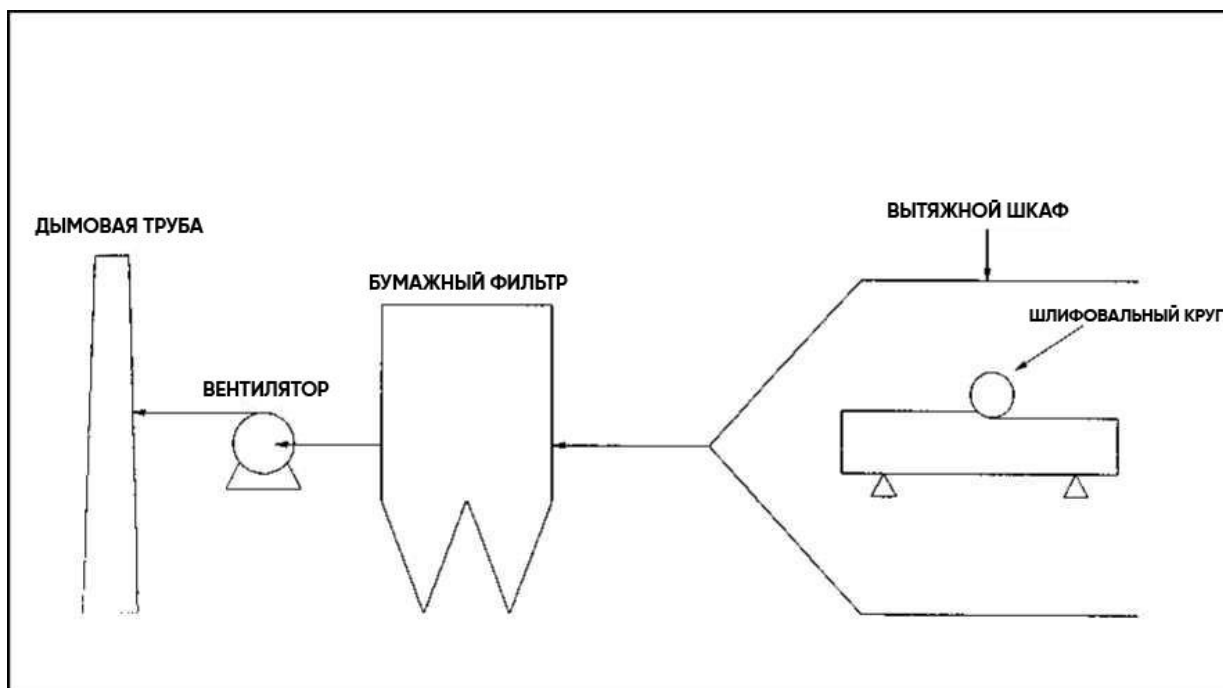 ДЫМОВАЯ ТРУБА
ВЕНТИЛЯТОР
БУМАЖНЫЙ ФИЛЬТР
ВЫТЯЖНОЙ ШКАФ
ШЛИФОВАЛЬНЫЙ КРУГ